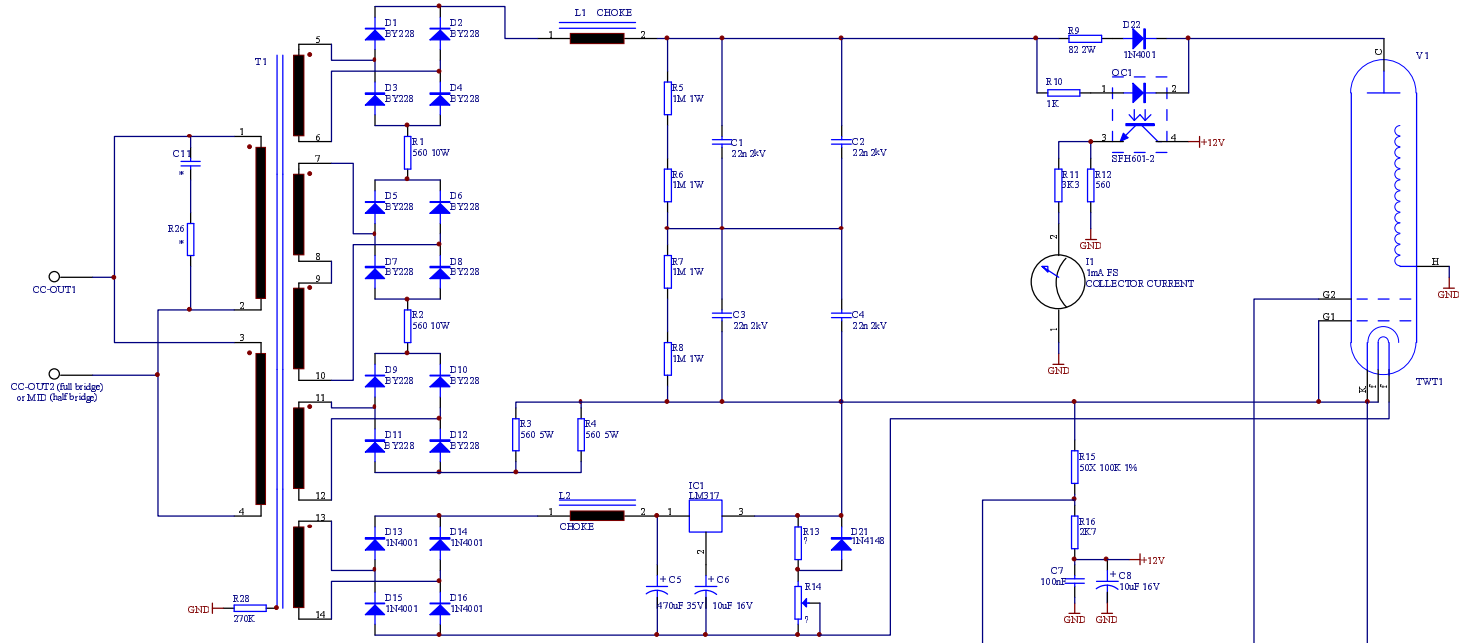 T1
C11
*
R26
*
CC-OUT1
CC-OUT2 (full bridge)
or MID (half bridge)
1
2
3
4
5
6
7
8
9
10
11
12
13
14
GND
R28
270K
D1
BY228
D2
BY228
D3
BY228
D4
BY228
R1
560 10W
D5
BY228
D6
BY228
D7
BY228
D8
BY228
R2
560 10W
D9
BY228
D10
BY228
D11
BY228
D12
BY228
R3
560 5W
R4
560 5W
D13
1N4001
D14
1N4001
D15
1N4001
D16
1N4001
L1 CHOKE
1
2
R5
1M 1W
R6
1M 1W
R7
1M 1W
R8
1M 1W
C1
22n 2kV
C2
22n 2kV
C3
22n 2kV
C4
22n 2kV
L2
1
2
CHOKE
IC1
LM317
1
3
2
+
C5
470uF 35V
+
C6
10uF 16V
R13
?
R14
?
D21
1N4148
R9
82 2W
D22
1N4001
R10
1K
OC1
1
2
3
4
+12V
SFH601-2
R11
3K3
R12
560
GND
2
I1
1mA FS
COLLECTOR CURRENT
1
GND
C
V1
H
GND
G2
G1
K
f
f
TWT1
R15
50X 100K 1%
R16
2K7
+12V
C7
100nF
+
C8
10uF 16V
GND
GND